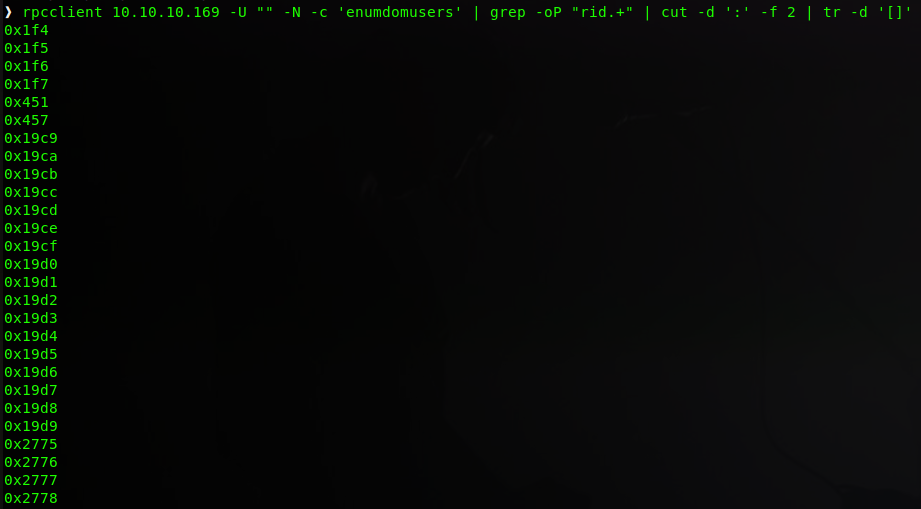 ❯ rpcclient 10.10.10.169 -U "" -N -c 'enumdomusers' | grep -oP "rid.+" | cut -d ':' -f 2 | tr -d '[]'
0x1f4
0x1f5
0x1f6
0x1f7
0x451
0x457
0x19c9
0x19ca
0x19cb
0x19cc
0x19cd
0x19ce
0x19cf
0x19d0
0x19d1
0x19d2
0x19d3
0x19d4
0x19d5
0x19d6
0x19d7
0x19d8
0x19d9
0x2775
0x2776
0x2777
0x2778